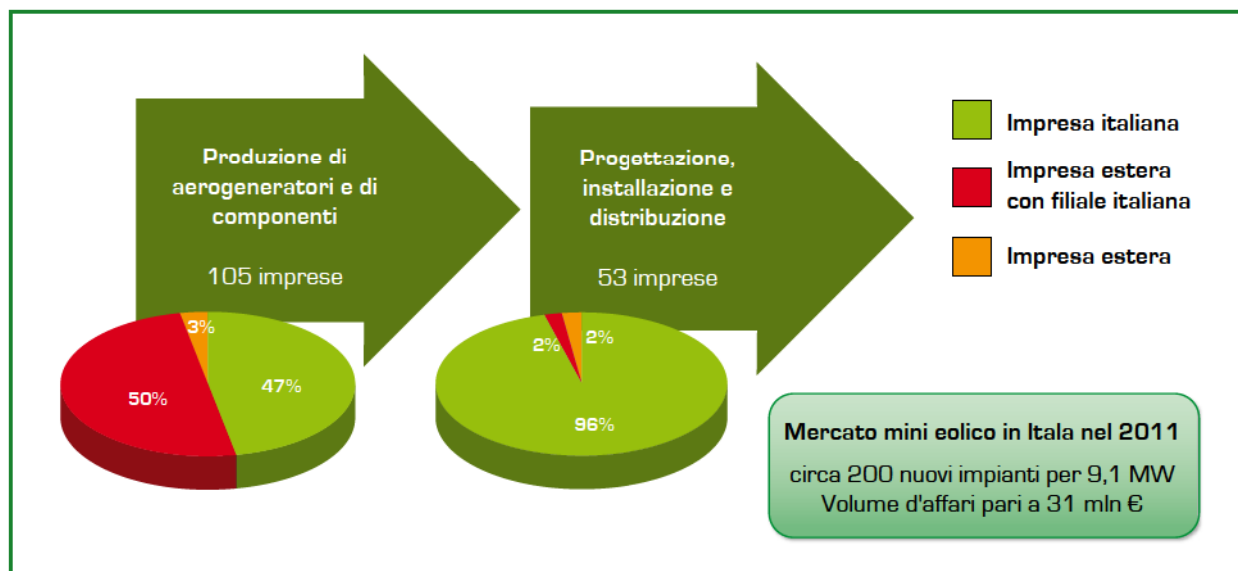 Produzione di
aerogeneratori e di
componenti
105 imprese
3%
50%
47%
Progettazione,
installazione e
distribuzione
53 imprese
2%
2%
96%
Impresa italiana
Impresa estera
con filiale italiana
Impresa estera
Mercato mini eolico in Itala nel 2011
circa 200 nuovi impianti per 9,1 MW
Volume d'affari pari a 31 mln €